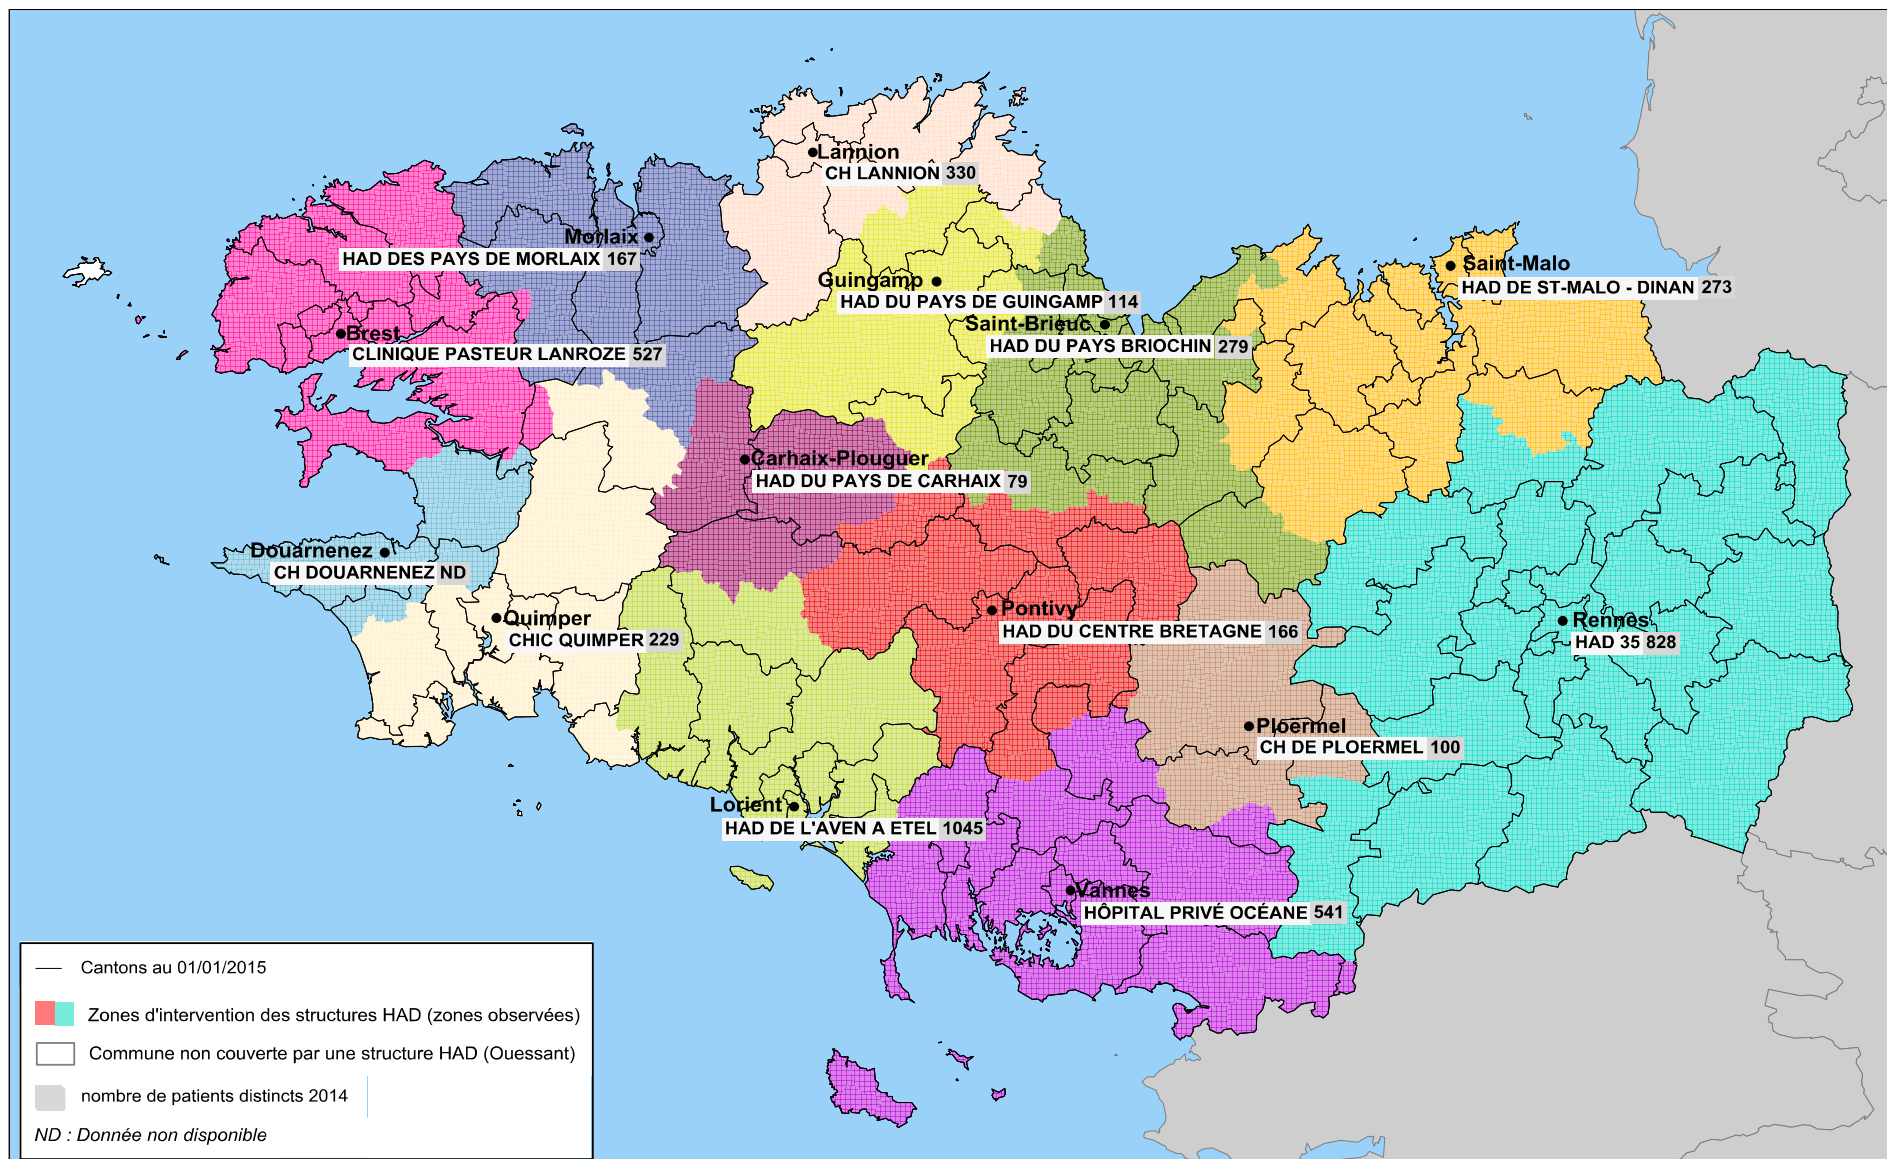 Lannion
CH LANNION 330
Morlaix
HAD DES PAYS DE MORLAIX 167
Guingamp
HAD DU PAYS DE GUINGAMP 114
Saint-Malo
HAD DE ST-MALO - DINAN 273
Saint-Brieuc
HAD DU PAYS BRIOCHIN 279
Brest
CLINIQUE PASTEUR LANROZE 527
Carhaix-Plouguer
HAD DU PAYS DE CARHAIX 79
Douarnenez
CH DOUARNENEZ ND
Quimper
CHIC QUIMPER 229
Pontivy
HAD DU CENTRE BRETAGNE 166
Rennes
HAD 35 828
Ploermel
CH DE PLOERMEL 100
Lorient
HAD DE L'AVEN A ETEL 1045
Vannes
HÔPITAL PRIVÉ OCÉANE 541
Cantons au 01/01/2015
Zones d'intervention des structures HAD (zones observées)
Commune non couverte par une structure HAD (Ouessant)
nombre de patients distincts 2014
ND : Donnée non disponible